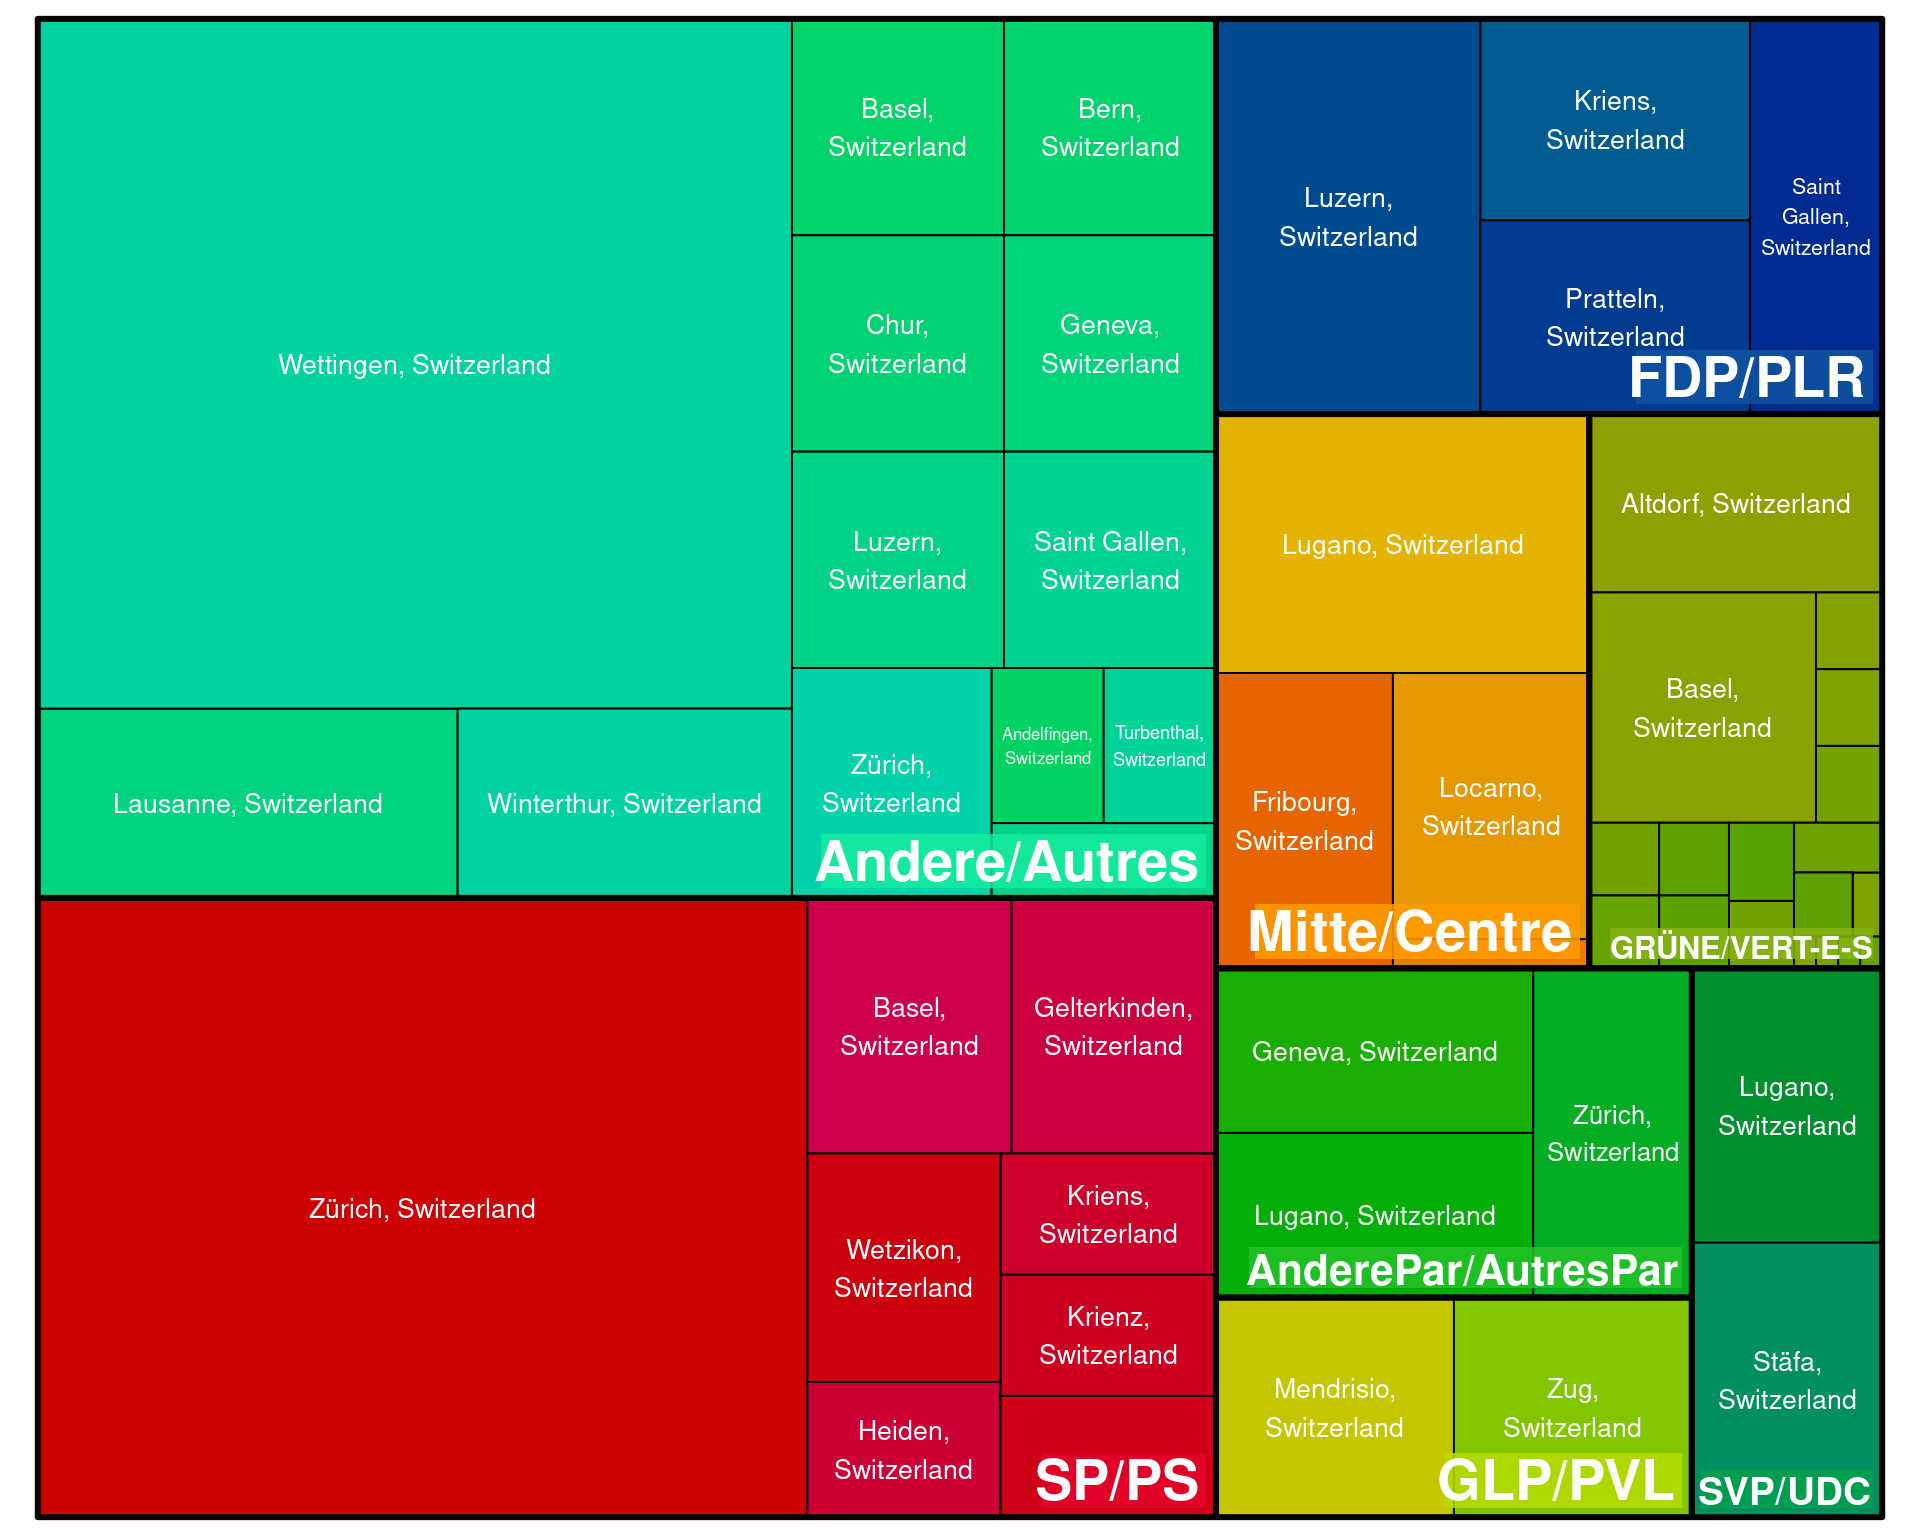 Wettingen, Switzerland
Basel,
Switzerland
Bern,
Switzerland
Chur,
Switzerland
Geneva,
Switzerland
Luzern,
Switzerland
Saint Gallen,
Switzerland
Lausanne, Switzerland
Winterthur, Switzerland
Zürich,
Switzerland
Andelfingen,
Switzerland
Turbenthal,
Switzerland
Andere/Autres
Luzern,
Switzerland
Kriens,
Switzerland
Pratteln,
Switzerland
Saint
Gallen,
Switzerland
FDP/PLR
Lugano, Switzerland
Fribourg,
Switzerland
Locarno,
Switzerland
Mitte/Centre
Altdorf, Switzerland
Basel,
Switzerland
GRÜNE/VERT-E-S
Zürich, Switzerland
Basel,
Switzerland
Gelterkinden,
Switzerland
Wetzikon,
Switzerland
Kriens,
Switzerland
Krienz,
Switzerland
Heiden,
Switzerland
SP/PS
Geneva, Switzerland
Lugano, Switzerland
Zürich,
Switzerland
AnderePar/AutresPar
Mendrisio,
Switzerland
Zug,
Switzerland
GLP/PVL
Lugano,
Switzerland
Stäfa,
Switzerland
SVP/UDC